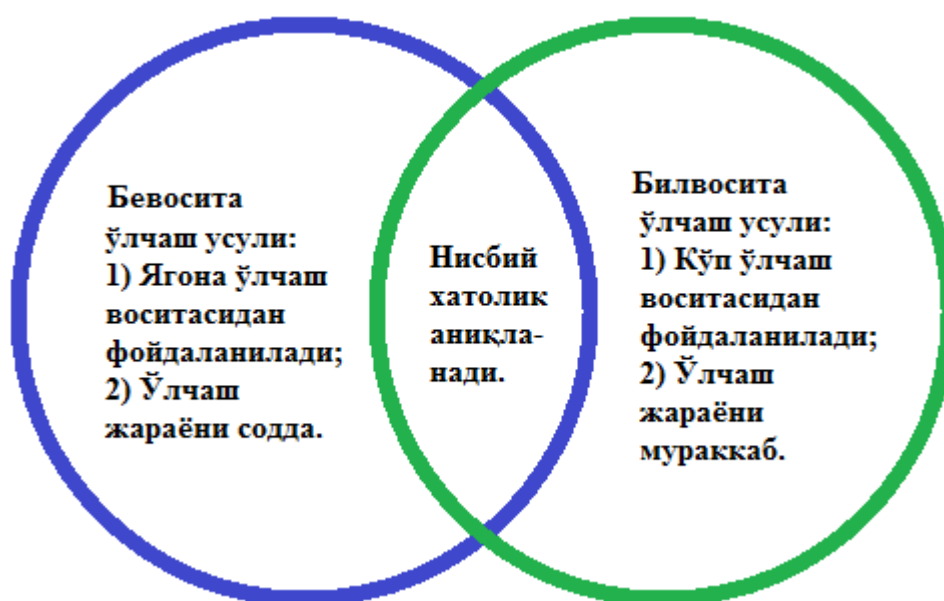 Бевосита
ўлчаш усули:
1) Ягона ўлчаш
воситасидан
фойдаланилади;
2) Ўлчаш
жараёни содда.
Нисбий
хатолик
аниқла-
нади.
Билвосита
ўлчаш усули:
1) Кўп ўлчаш
воситасидан
фойдаланилади;
2) Ўлчаш
жараёни
мураккаб.